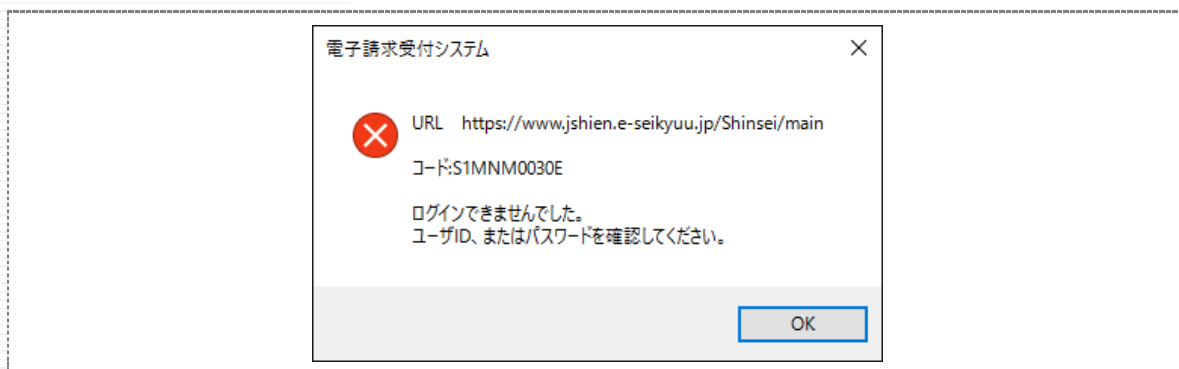 電子請求受付システム
URL　https://www.jshien.e-seikyuu.jp/Shinsei/main
コード:S1MNM0030E
ログインできませんでした。
ユーザID、またはパスワードを確認してください。
OK